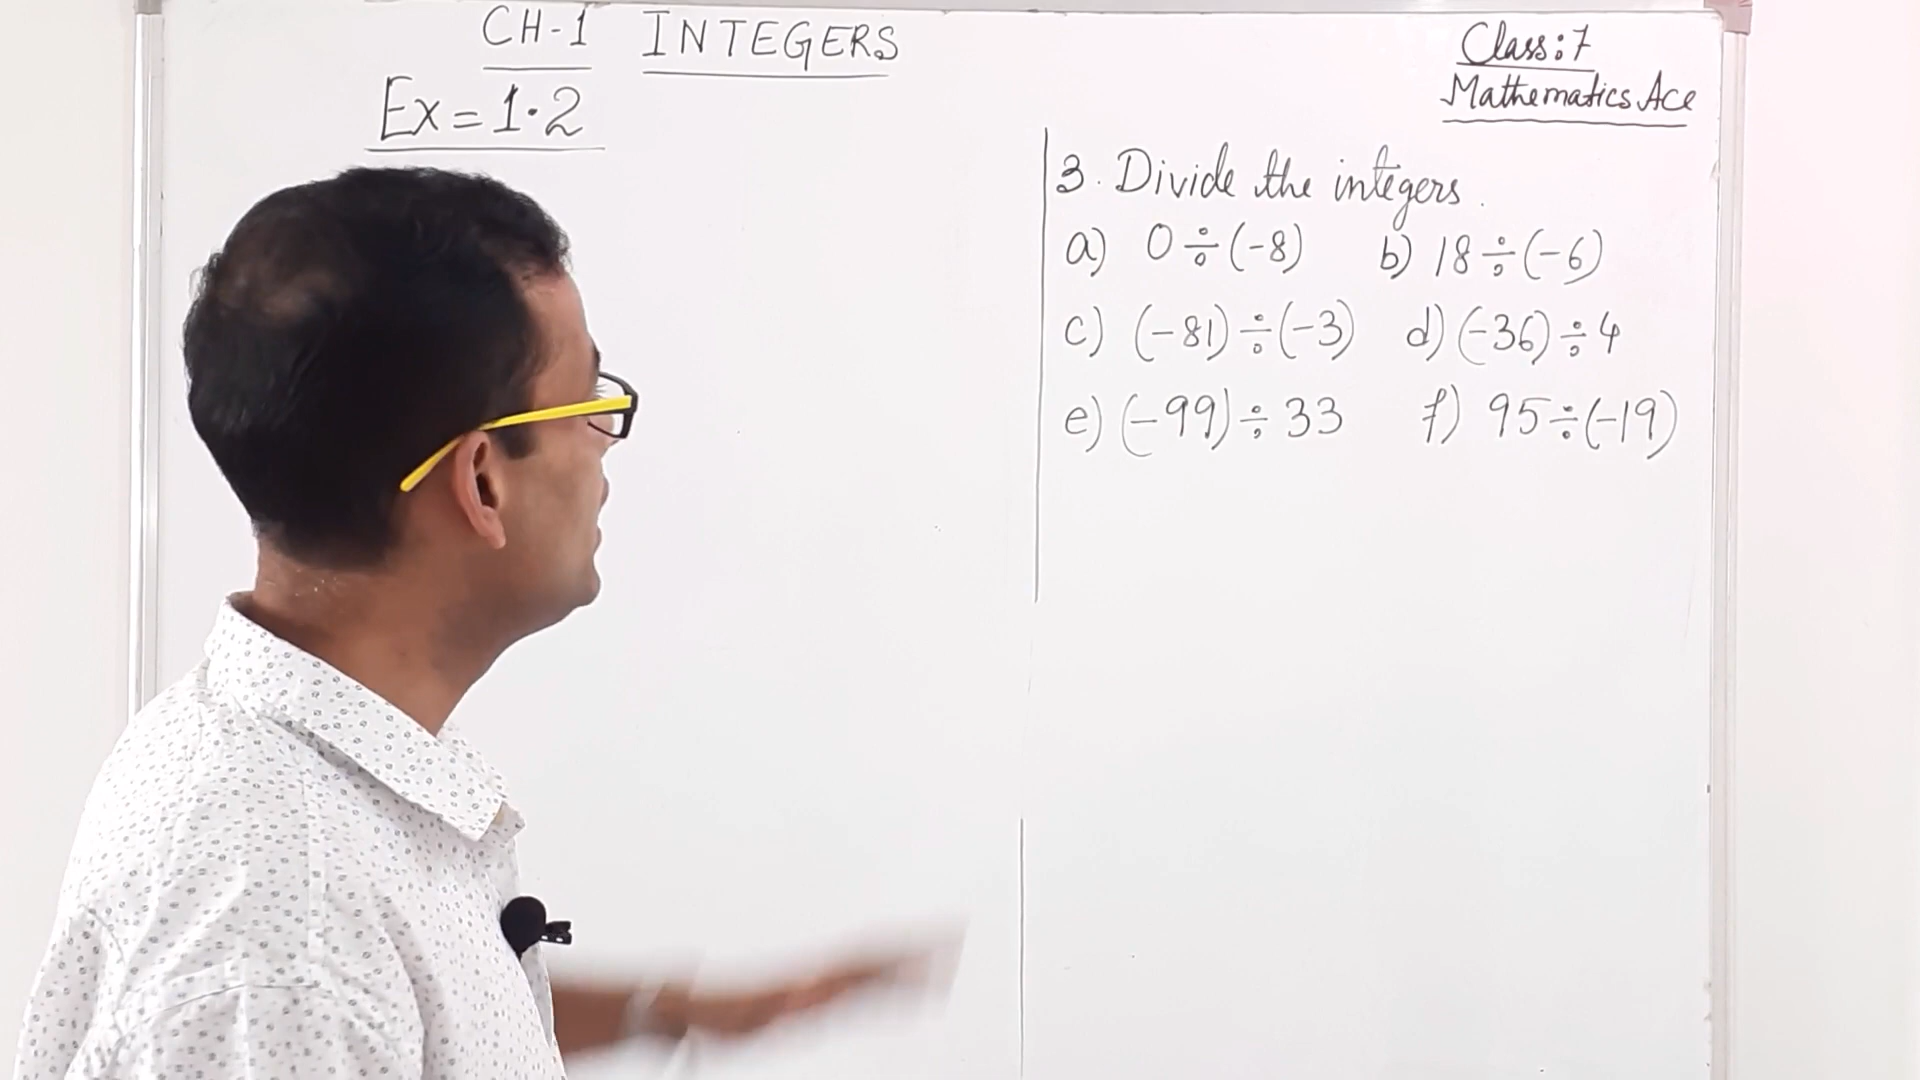 CH-1 INTEGERS
Ex = 1.2
Class: 7
Mathematics Ace
3. Divide the integers.
a) 0 ÷ (-8) b) 18 ÷ (-6)
c) (-81) ÷ (-3) d) (-36) ÷ 4
e) (-99) ÷ 33 f) 95 ÷ (-19)